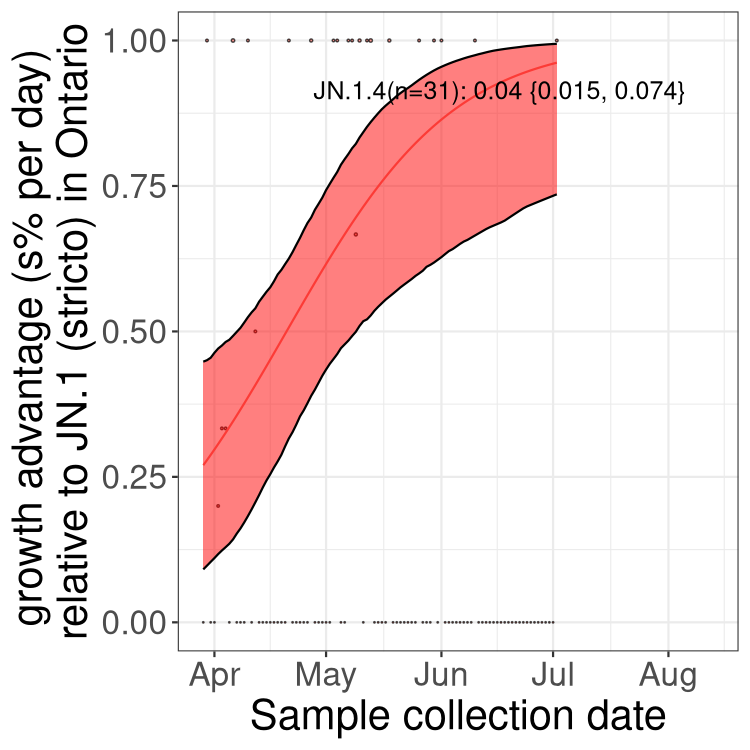 growth advantage (s% per day)
relative to JN.1 (stricto) in Ontario
1.00
0.75
0.50
0.25
0.00
JN.1.4(n=31): 0.04 {0.015, 0.074}
Apr May Jun Jul Aug
Sample collection date